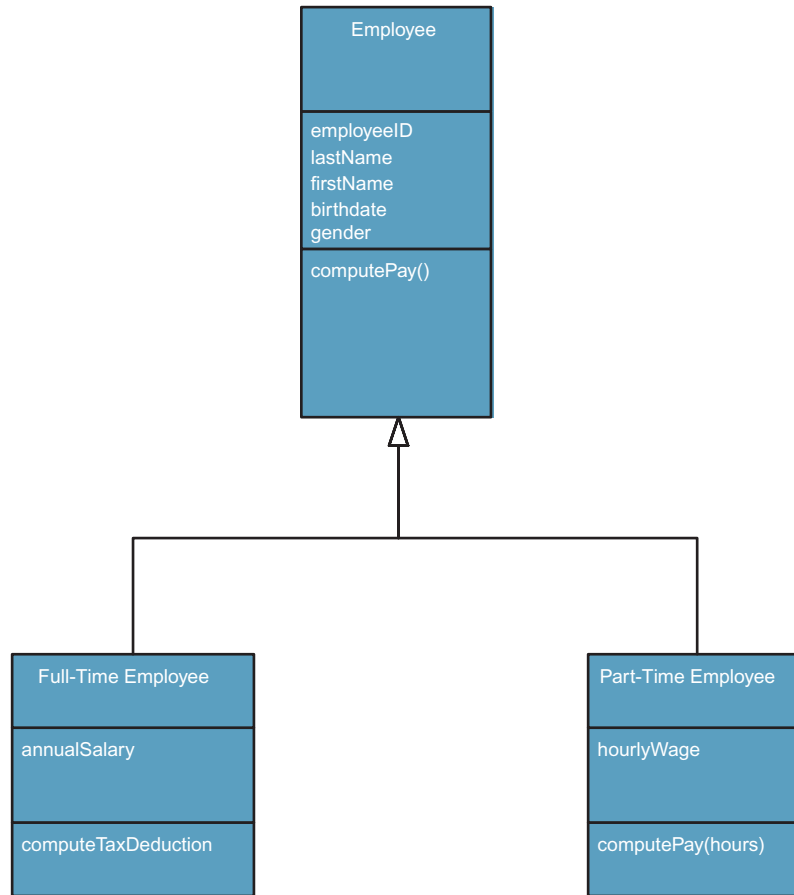 Employee
employeeID
lastName
firstName
birthdate
gender
computePay()
Full-Time Employee
annualSalary
computeTaxDeduction
Part-Time Employee
hourlyWage
computePay(hours)